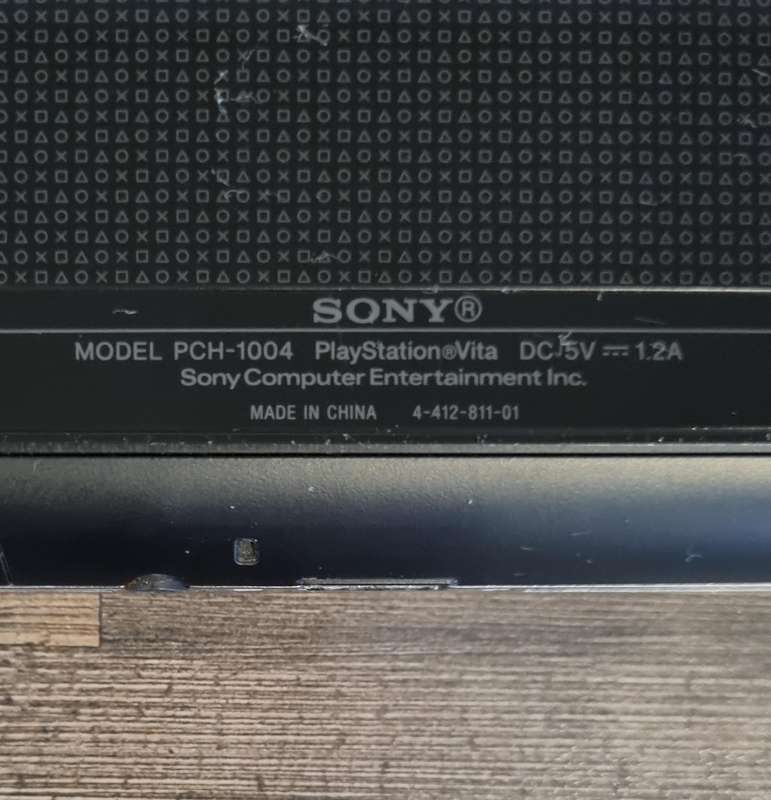 SONY®
MODEL PCH-1004 PlayStation®Vita DC 5V ⎓ 1.2A
Sony Computer Entertainment Inc.
MADE IN CHINA 4-412-811-01